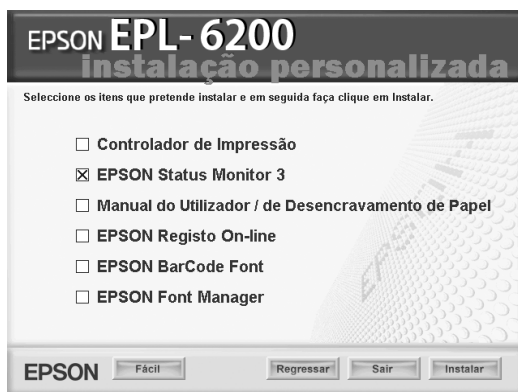 EPSON EPL-6200
instalação personalizada
Seleccione os itens que pretende instalar e em seguida faça clique em Instalar.
Controlador de Impressão
EPSON Status Monitor 3
Manual do Utilizador / de Desencravamento de Papel
EPSON Registo On-line
EPSON BarCode Font
EPSON Font Manager
EPSON
EPSON Fácil Regressar Sair Instalar